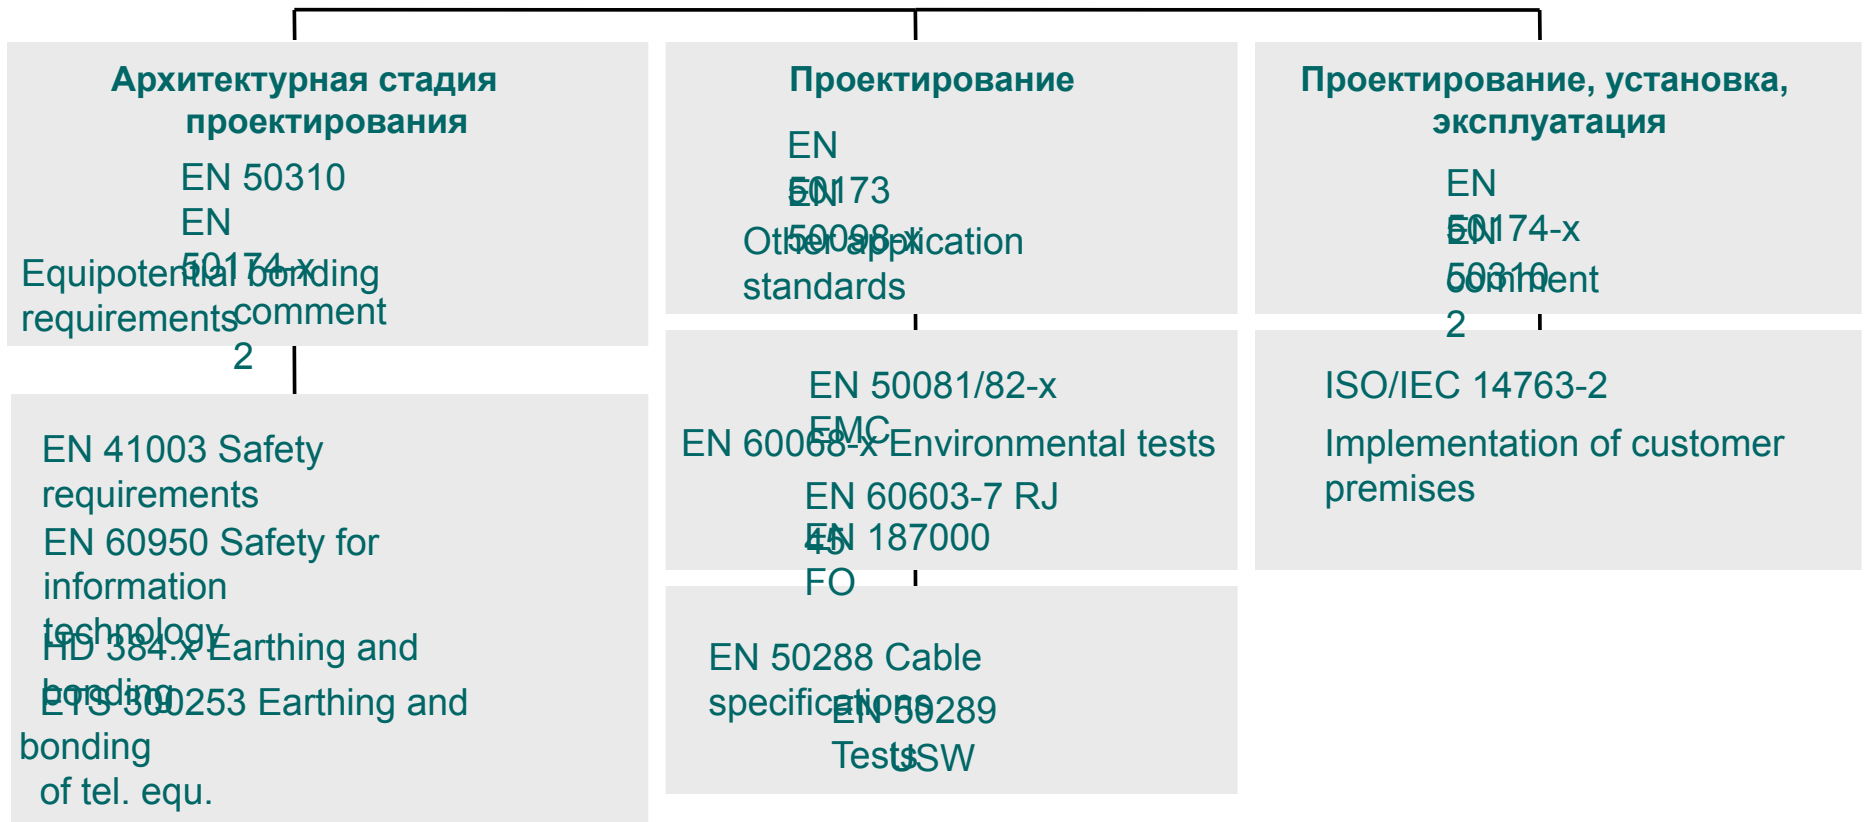 Архитектурная стадия
проектирования
EN 50310
EN
50174-x
Equipotential bonding
requirements
comment
2
EN 41003 Safety
requirements
EN 60950 Safety for
information
technology
HD 384.x Earthing and
bonding
ETS 300253 Earthing and
bonding
of tel. equ.
Проектирование
EN
50173
EN
50098-x
Other application
standards
EN 50081/82-x
EMC
EN 60068-x Environmental tests
EN 60603-7 RJ
45
EN 187000
FO
EN 50288 Cable
specifications
EN 50289
Tests
USW
Проектирование, установка,
эксплуатация
EN
50174-x
EN
50310
comment
2
ISO/IEC 14763-2
Implementation of customer
premises